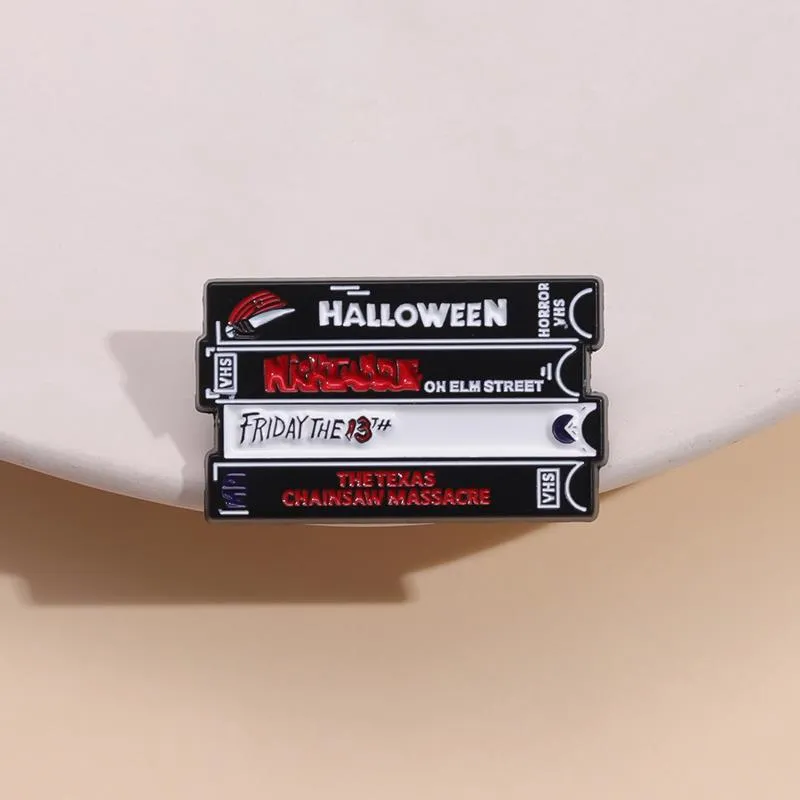 HALLOWEEN
HORROR
VHS
VHS
NIGHTMARE
ON ELM STREET
FRIDAY THE 13TH
THE TEXAS
CHAINSAW MASSACRE
VHS